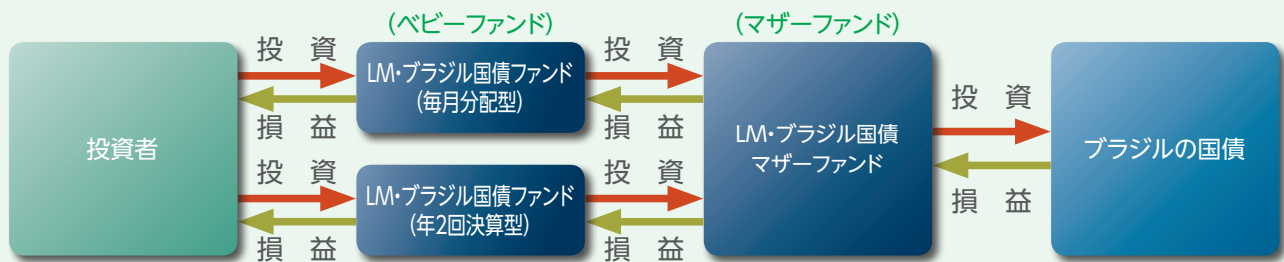 (ベビーファンド)
(マザーファンド)
投資者
投 資
損 益
投 資
損 益
LM・ブラジル国債ファンド
(毎月分配型)
LM・ブラジル国債ファンド
(年2回決算型)
投 資
損 益
投 資
損 益
LM・ブラジル国債
マザーファンド
投 資
損 益
ブラジルの国債